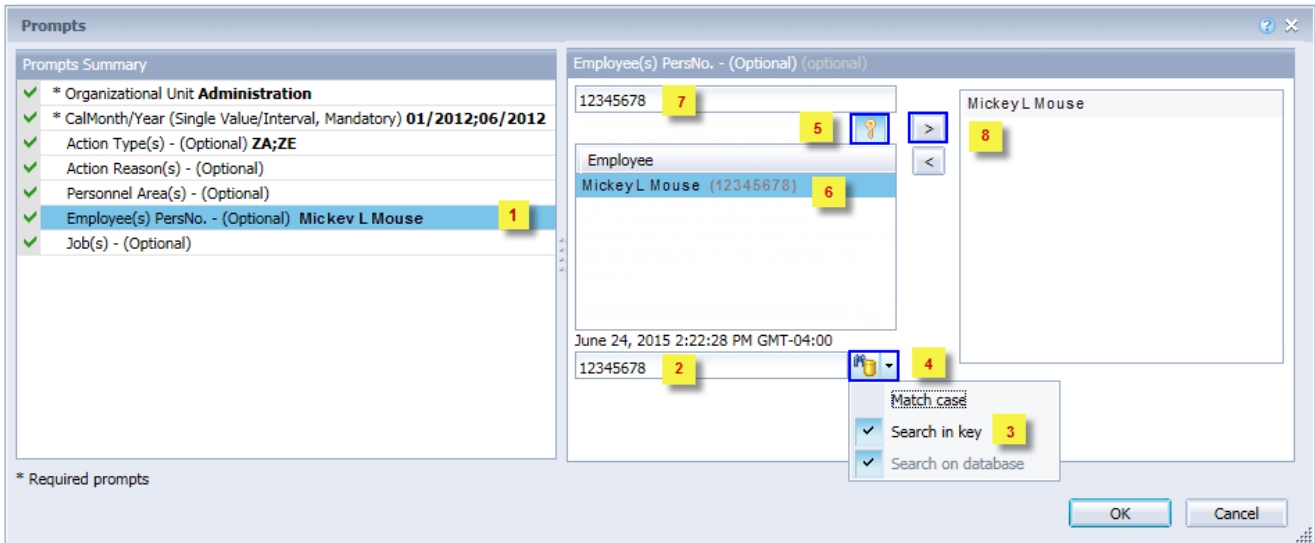 Prompts
Prompts Summary
* Organizational Unit Administration
* CalMonth/Year (Single Value/Interval, Mandatory) 01/2012;06/2012
Action Type(s) - (Optional) ZA;ZE
Action Reason(s) - (Optional)
Personnel Area(s) - (Optional)
Employee(s) PersNo. - (Optional) Mickey L Mouse 1
Job(s) - (Optional)
* Required prompts
Employee(s) PersNo. - (Optional) (optional)
12345678 7
5
>
<
Employee
Mickey L Mouse (12345678) 6
Mickey L Mouse
8
June 24, 2015 2:22:28 PM GMT-04:00
12345678 2
4
Match case
Search in key 3
Search on database
OK
Cancel